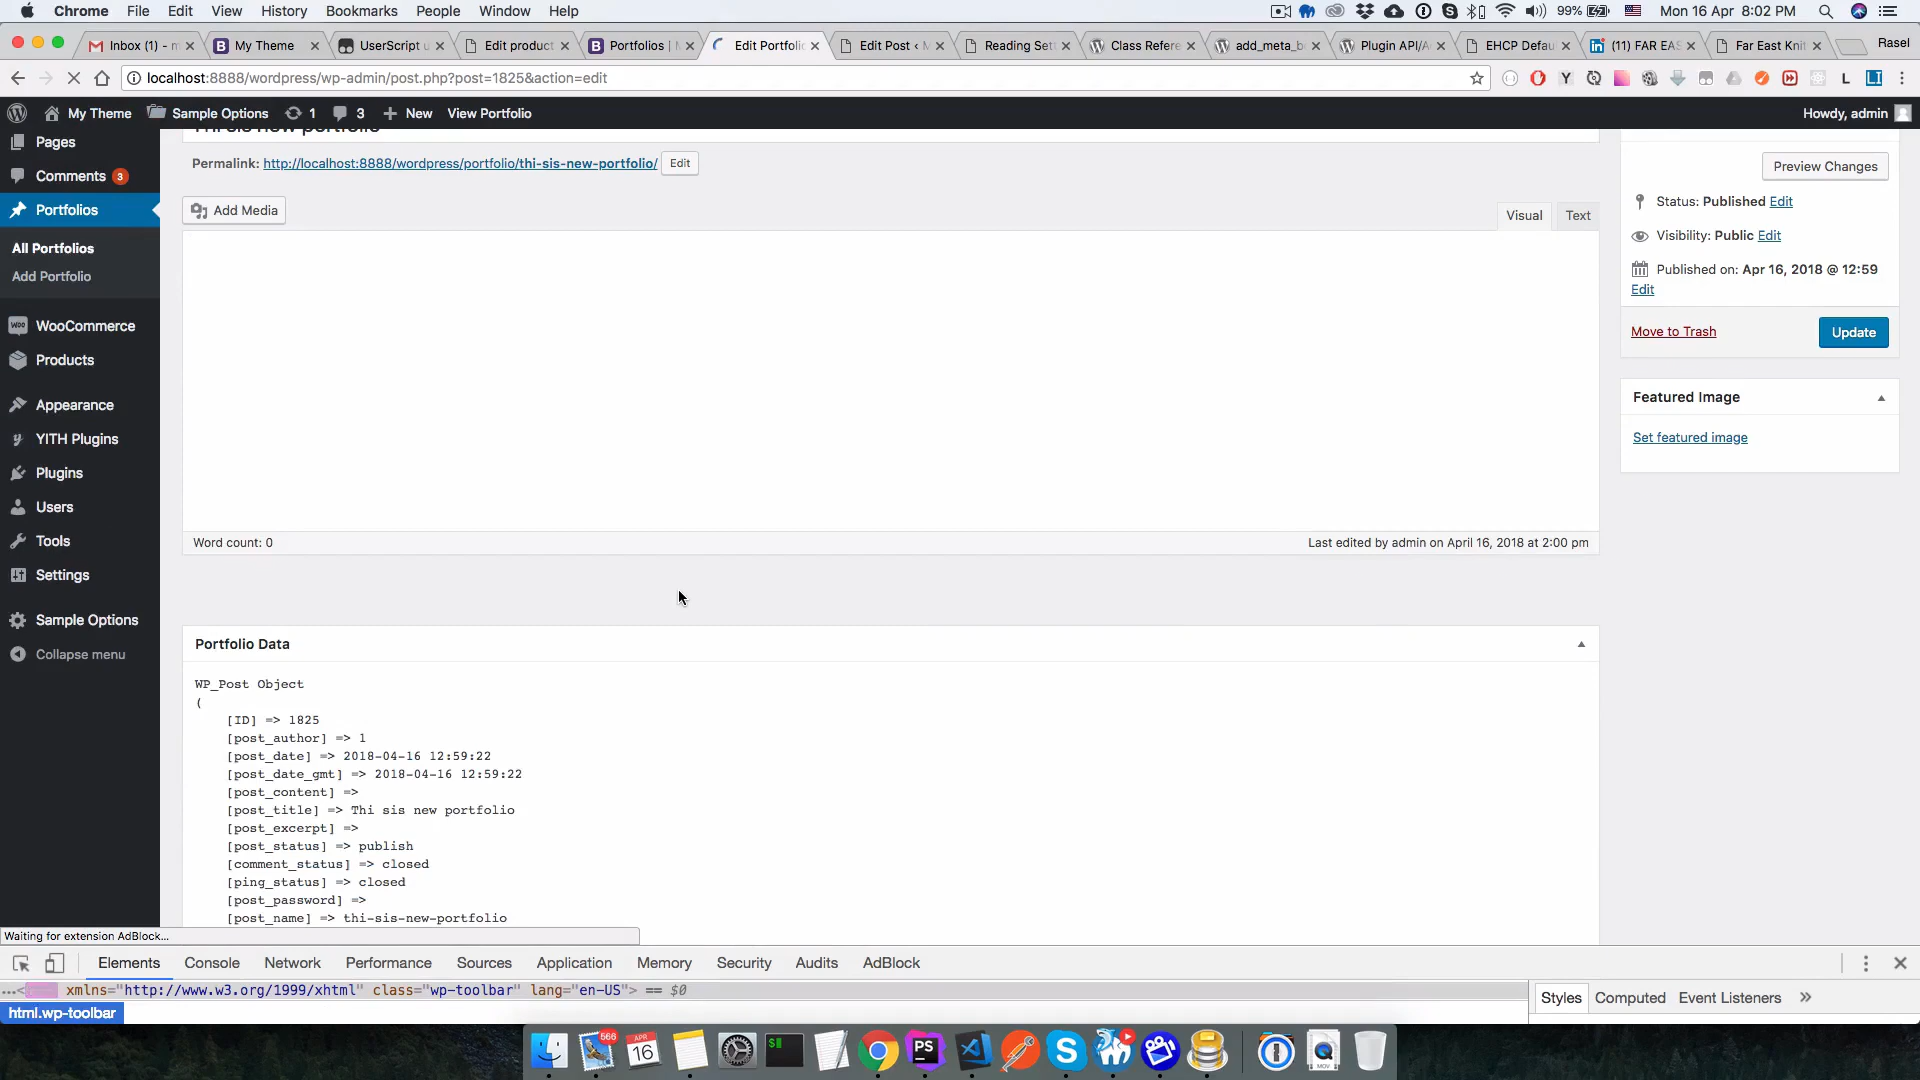 Chrome File Edit View History Bookmarks People Window Help 99% Mon 16 Apr 8:02 PM
Inbox (1) - m My Theme UserScript u Edit product Portfolios | M Edit Portfolio Edit Post ‹ M Reading Set Class Refere add_meta_b Plugin API/A EHCP Defau (11) FAR EAS Far East Knit Rasel
localhost:8888/wordpress/wp-admin/post.php?post=1825&action=edit
My Theme Sample Options 1 3 New View Portfolio Howdy, admin
Thi sis new portfolio
Pages
Comments 3
Portfolios
All Portfolios
Add Portfolio
WooCommerce
Products
Appearance
YITH Plugins
Plugins
Users
Tools
Settings
Sample Options
Collapse menu
Permalink: http://localhost:8888/wordpress/portfolio/thi-sis-new-portfolio/ Edit
Add Media
Visual Text
Word count: 0 Last edited by admin on April 16, 2018 at 2:00 pm
Portfolio Data
WP_Post Object
(
[ID] => 1825
[post_author] => 1
[post_date] => 2018-04-16 12:59:22
[post_date_gmt] => 2018-04-16 12:59:22
[post_content] =>
[post_title] => Thi sis new portfolio
[post_excerpt] =>
[post_status] => publish
[comment_status] => closed
[ping_status] => closed
[post_password] =>
[post_name] => thi-sis-new-portfolio
Preview Changes
Status: Published Edit
Visibility: Public Edit
Published on: Apr 16, 2018 @ 12:59
Edit
Move to Trash Update
Featured Image
Set featured image
Waiting for extension AdBlock...
Elements Console Network Performance Sources Application Memory Security Audits AdBlock
...< xmlns="http://www.w3.org/1999/xhtml" class="wp-toolbar" lang="en-US"> == $0
html.wp-toolbar
Styles Computed Event Listeners »
566
APR
16
PS